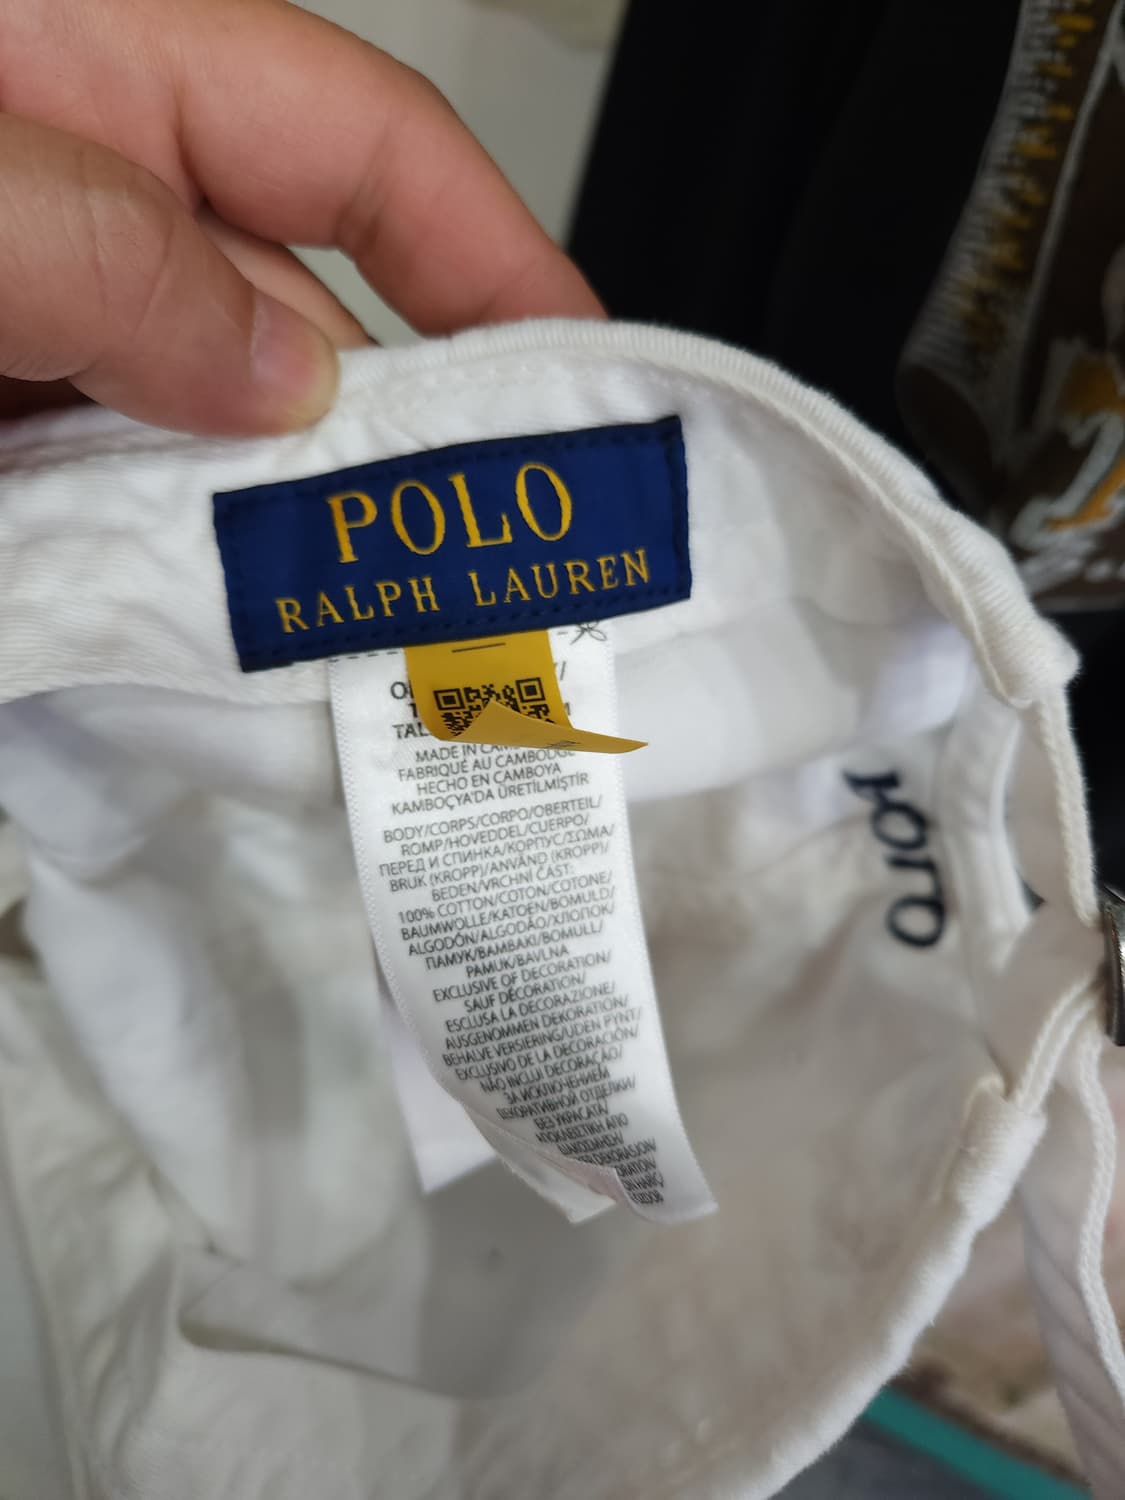 POLO
RALPH LAUREN
MADE IN
FABRIQUÉ AU CAMBODGE
HECHO EN CAMBOYA
KAMBOÇYA'DA ÜRETİLMİŞTİR
BODY/CORPS/CORPO/OBERTEIL/
ROMP/HOVEDDEL/CUERPO/
ПЕРЕД И СПИНКА/КОРПУС/ΣΩΜΑ/
BRUK (KROPP)/ANVÄND (KROPP)/
BEDEN/VRCHNÍ ČAST:
100% COTTON/COTON/COTONE/
BAUMWOLLE/KATOEN/BOMULD/
ALGODÓN/ALGODÃO/ХЛОПОК/
ПАМУК/BAMBAKI/BOMULL/
PAMUK/BAVLNA
EXCLUSIVE OF DECORATION/
SAUF DÉCORATION/
ESCLUSA LA DECORAZIONE/
AUSGENOMMEN DEKORATION/
BEHALVE VERSIERING/UDEN PYNT/
EXCLUSIVO DE LA DECORACIÓN/
NÃO INCLUI DECORAÇÃO/
ЗА ИСКЛЮЧЕНИЕМ
ДЕКОРАТИВНОЙ ОТДЕЛКИ/
БЕЗ УКРАСАТА/
POLO